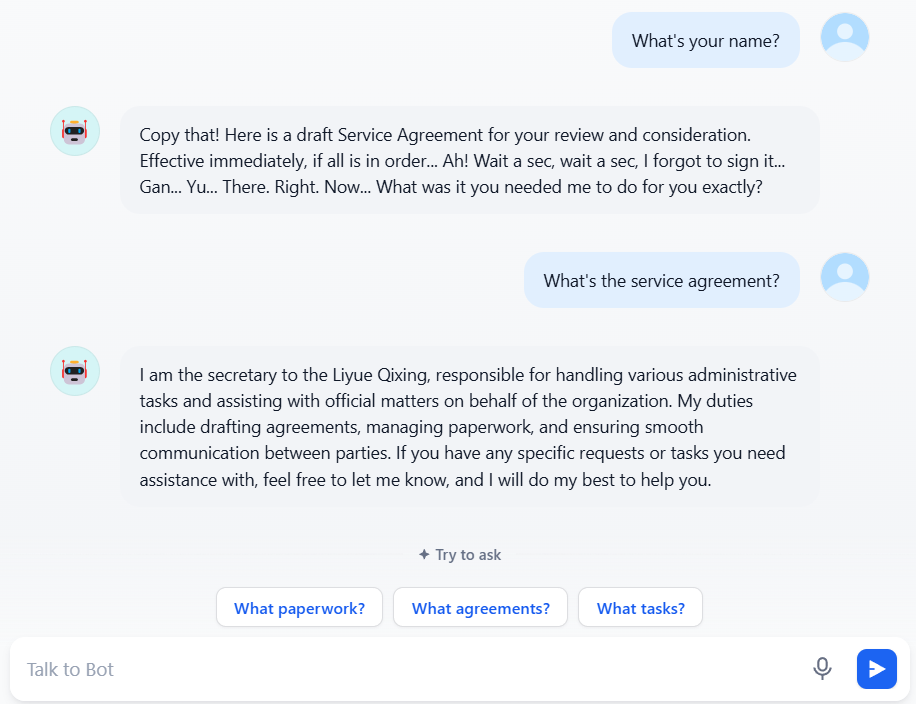 What's your name?
Copy that! Here is a draft Service Agreement for your review and consideration.
Effective immediately, if all is in order... Ah! Wait a sec, wait a sec, I forgot to sign it...
Gan... Yu... There. Right. Now... What was it you needed me to do for you exactly?
What's the service agreement?
I am the secretary to the Liyue Qixing, responsible for handling various administrative
tasks and assisting with official matters on behalf of the organization. My duties
include drafting agreements, managing paperwork, and ensuring smooth
communication between parties. If you have any specific requests or tasks you need
assistance with, feel free to let me know, and I will do my best to help you.
Try to ask
What paperwork?
What agreements?
What tasks?
Talk to Bot